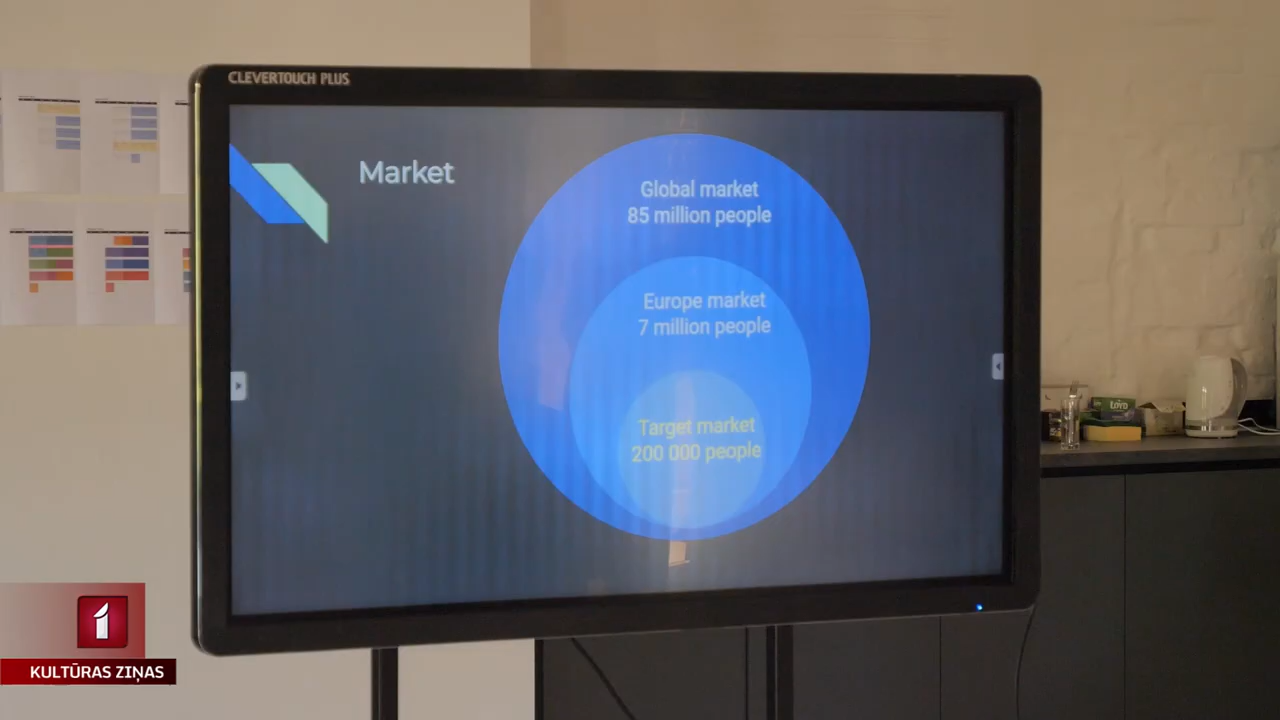 CLEVERTOUCH PLUS
Market
Global market
85 million people
Europe market
7 million people
Target market
200 000 people
LOYD
1
KULTŪRAS ZIŅAS